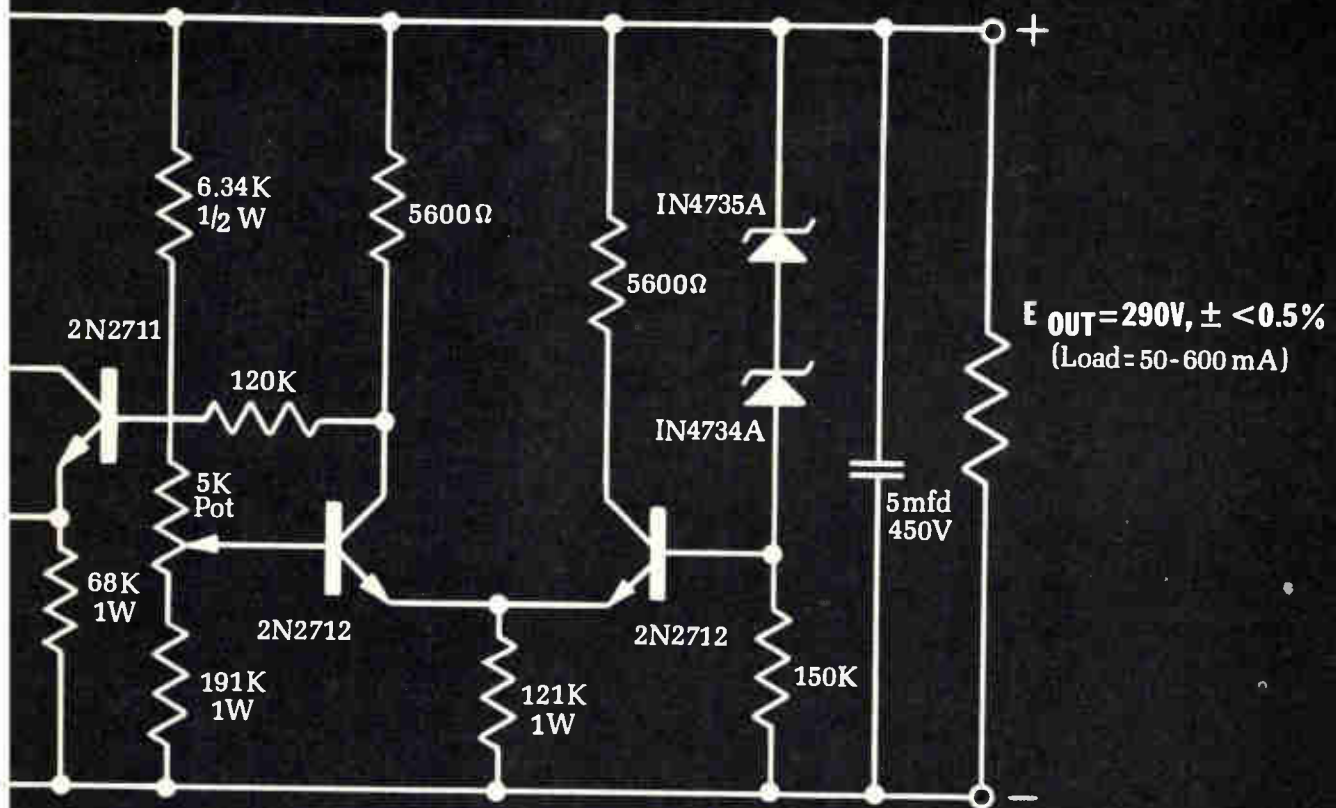 +
6.34K
1/2 W
5600Ω
IN4735A
5600Ω
2N2711
120K
IN4734A
E OUT=290V, ± <0.5%
(Load=50-600 mA)
5K
Pot
5mfd
450V
68K
1W
2N2712
2N2712
191K
1W
121K
1W
150K
−